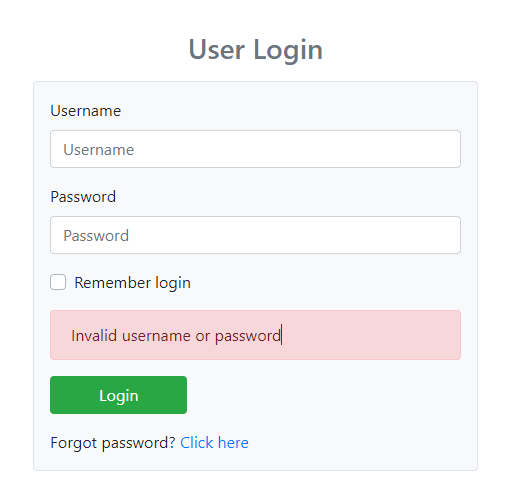 User Login
Username
Username
Password
Password
Remember login
Invalid username or password
Login
Forgot password? Click here